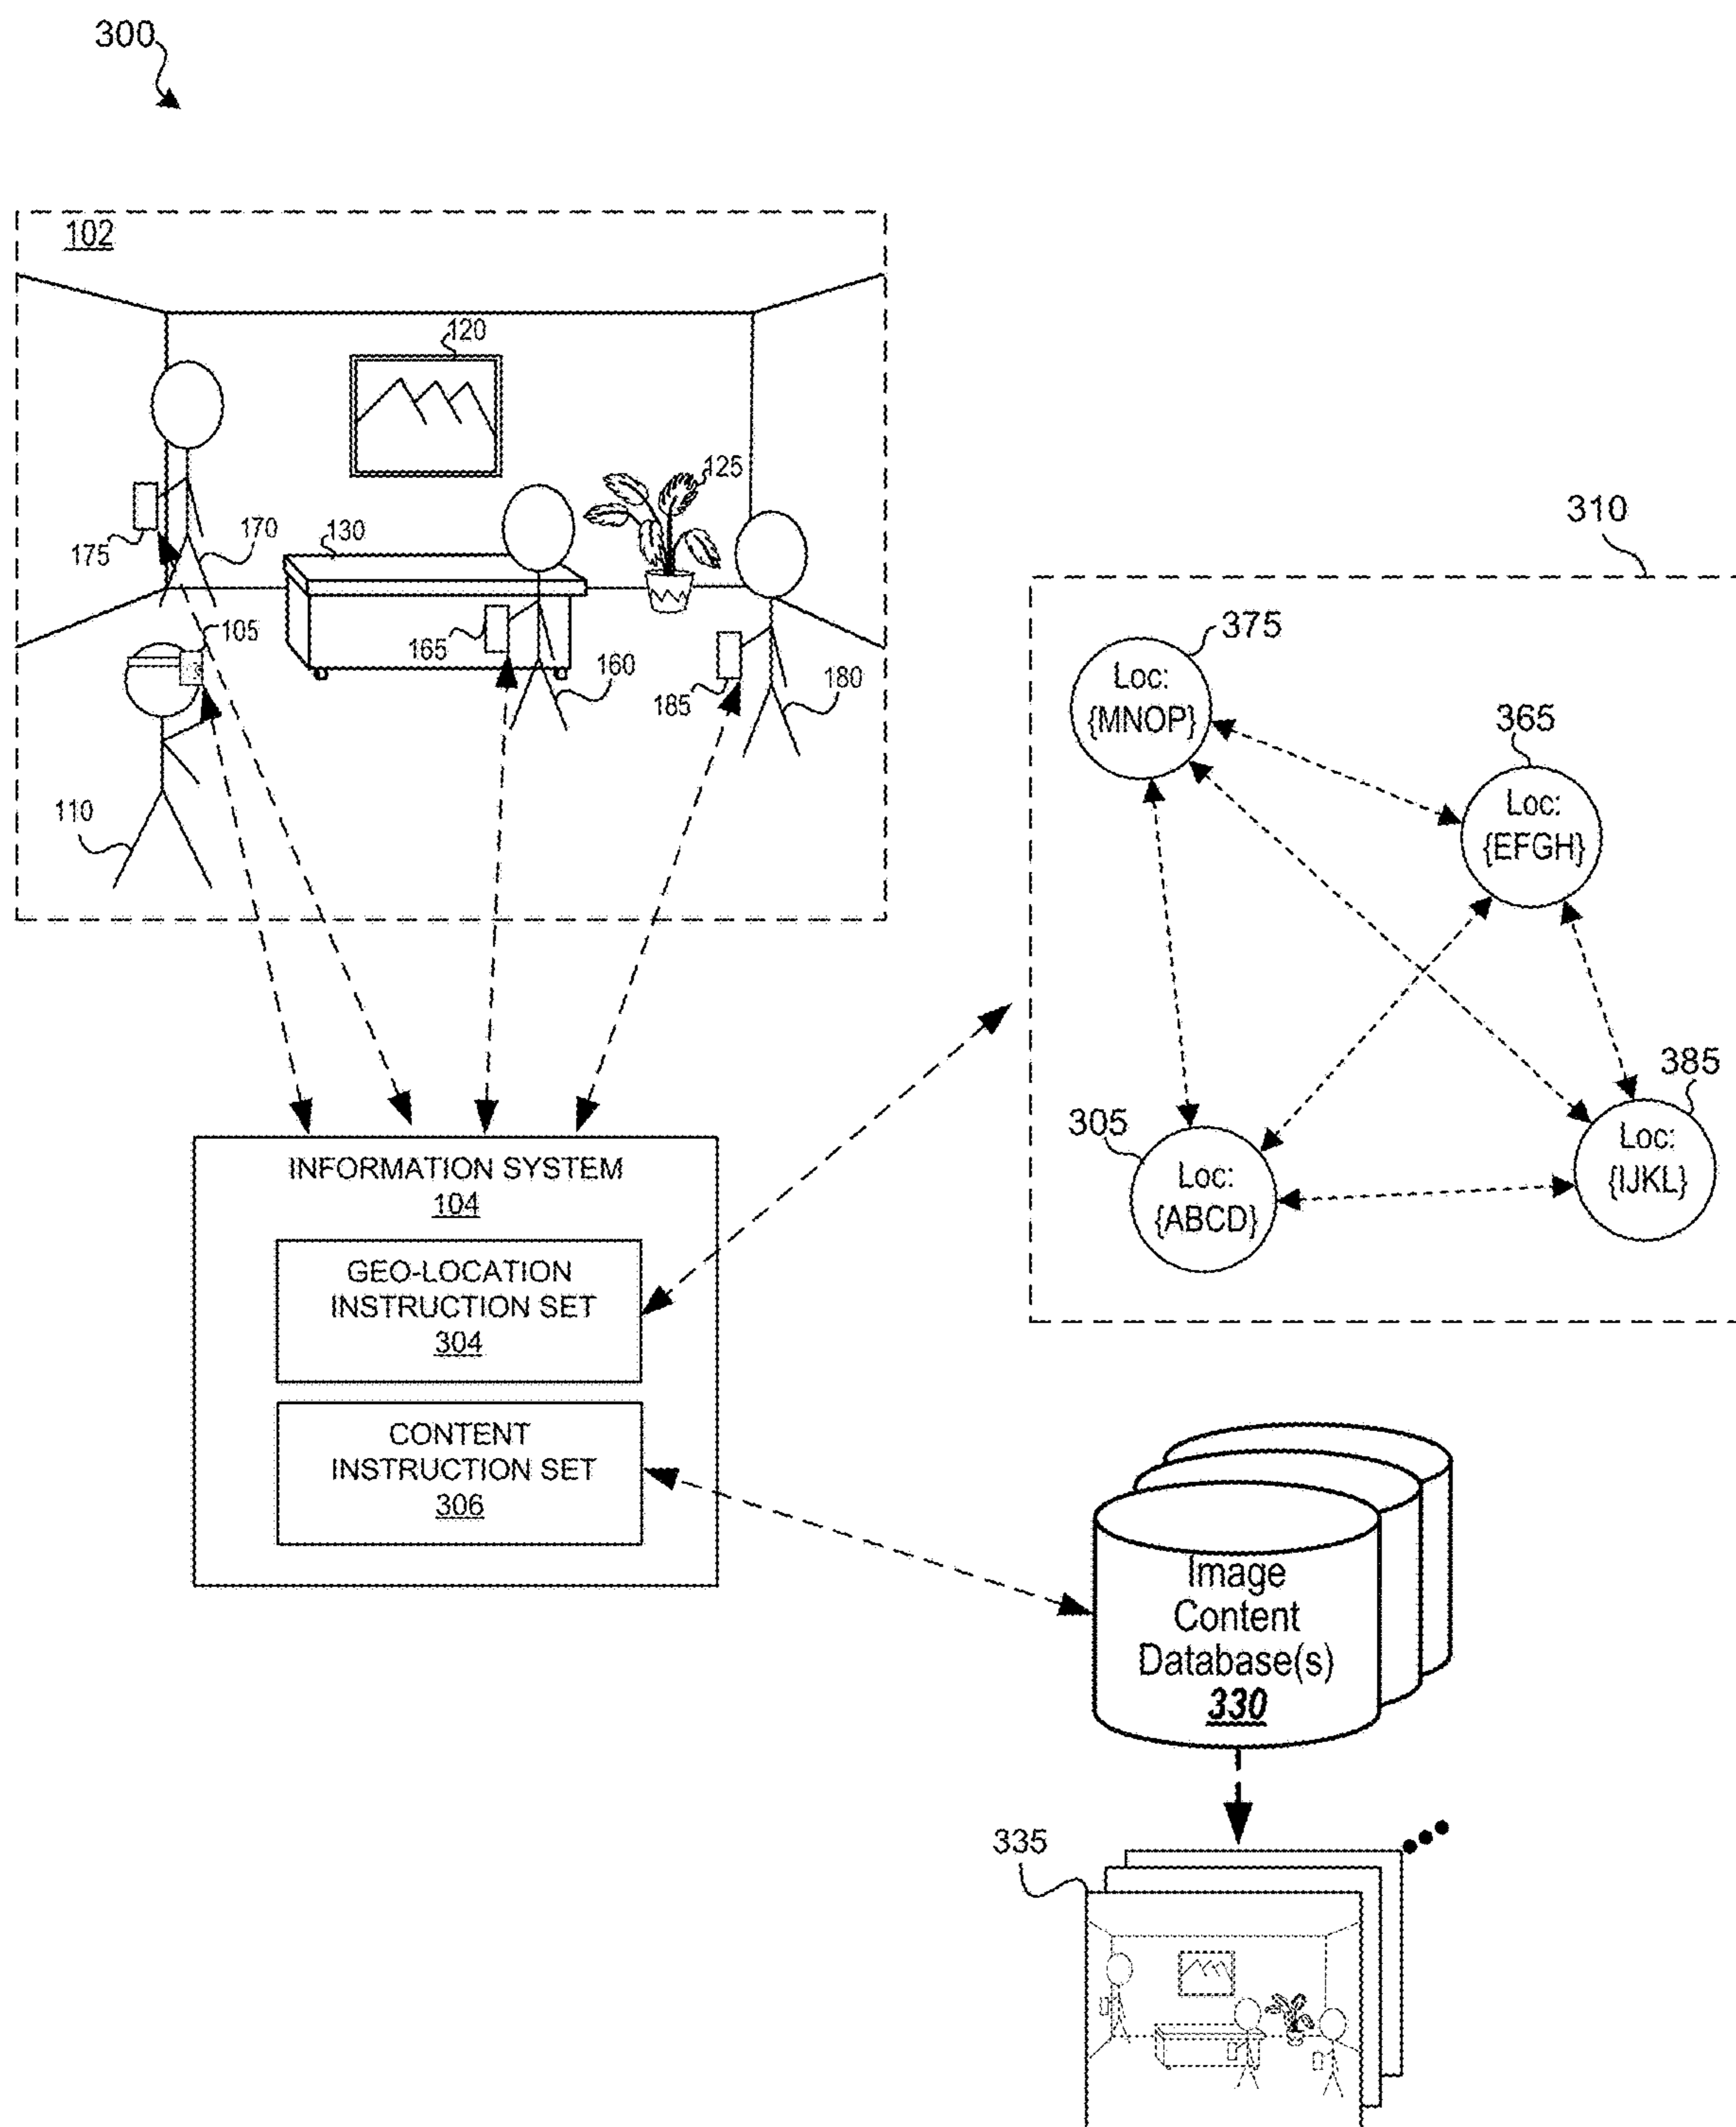 300
102
120
125
130
175
170
105
165
160
185
180
110
310
375
Loc:
{MNOP}
365
Loc:
{EFGH}
385
Loc:
{IJKL}
305
Loc:
{ABCD}
INFORMATION SYSTEM
104
GEO-LOCATION
INSTRUCTION SET
304
CONTENT
INSTRUCTION SET
306
Image
Content
Database(s)
330
335